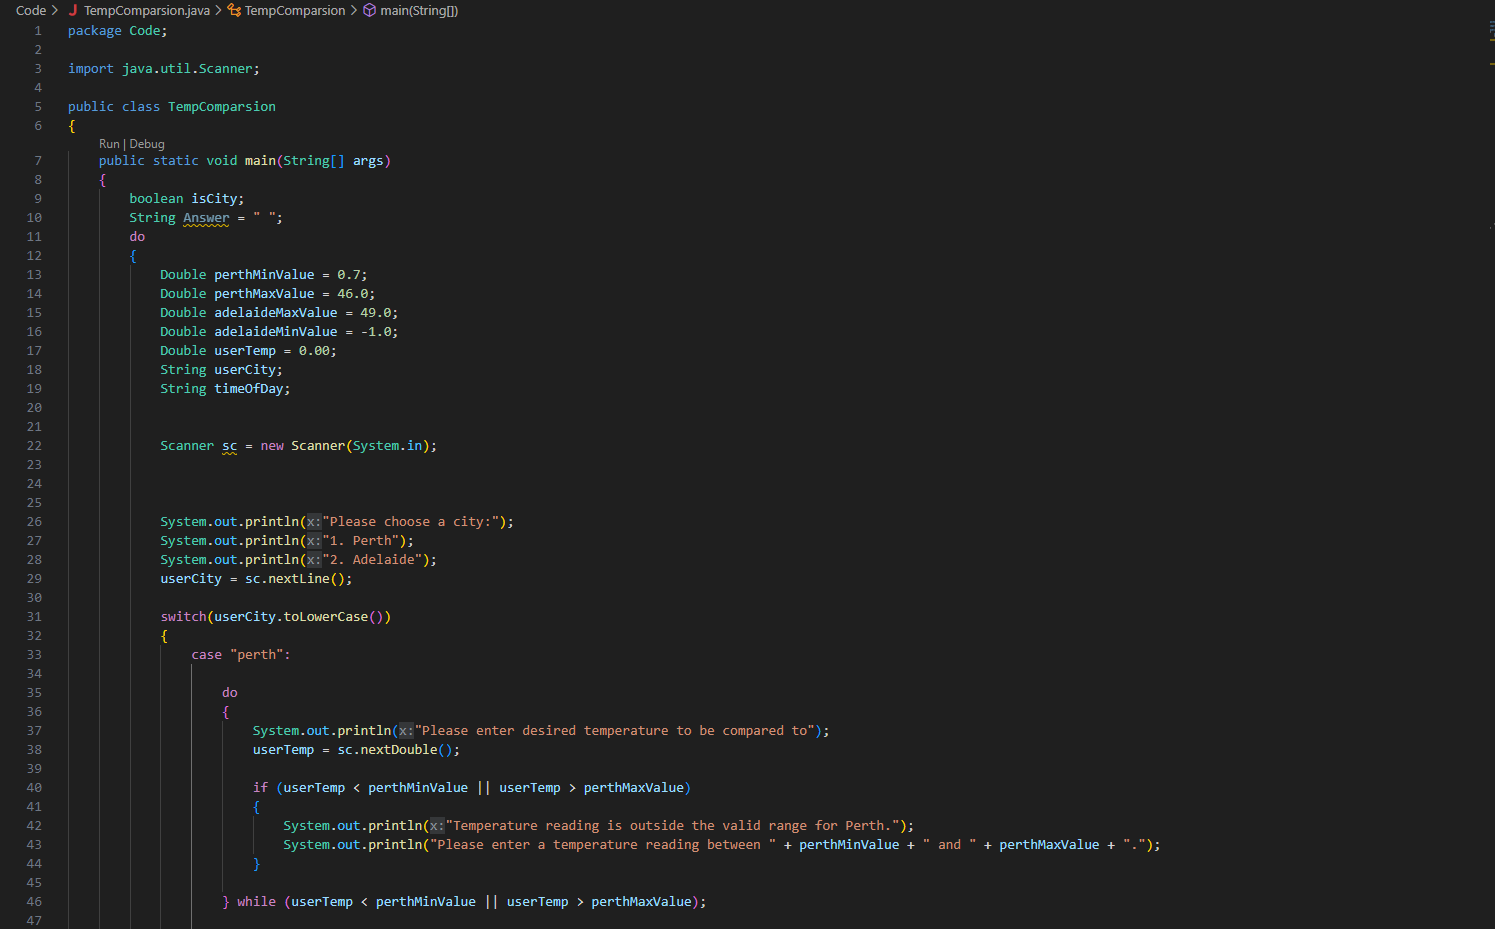 Code > TempComparsion.java > TempComparsion > main(String[])
1 package Code;
2
3 import java.util.Scanner;
4
5 public class TempComparsion
6 {
Run | Debug
7 public static void main(String[] args)
8 {
9 boolean isCity;
10 String Answer = " ";
11 do
12 {
13 Double perthMinValue = 0.7;
14 Double perthMaxValue = 46.0;
15 Double adelaideMaxValue = 49.0;
16 Double adelaideMinValue = -1.0;
17 Double userTemp = 0.00;
18 String userCity;
19 String timeOfDay;
20
21
22 Scanner sc = new Scanner(System.in);
23
24
25
26 System.out.println(x:"Please choose a city:");
27 System.out.println(x:"1. Perth");
28 System.out.println(x:"2. Adelaide");
29 userCity = sc.nextLine();
30
31 switch(userCity.toLowerCase())
32 {
33 case "perth":
34
35 do
36 {
37 System.out.println(x:"Please enter desired temperature to be compared to");
38 userTemp = sc.nextDouble();
39
40 if (userTemp < perthMinValue || userTemp > perthMaxValue)
41 {
42 System.out.println(x:"Temperature reading is outside the valid range for Perth.");
43 System.out.println("Please enter a temperature reading between " + perthMinValue + " and " + perthMaxValue + ".");
44 }
45
46 } while (userTemp < perthMinValue || userTemp > perthMaxValue);
47